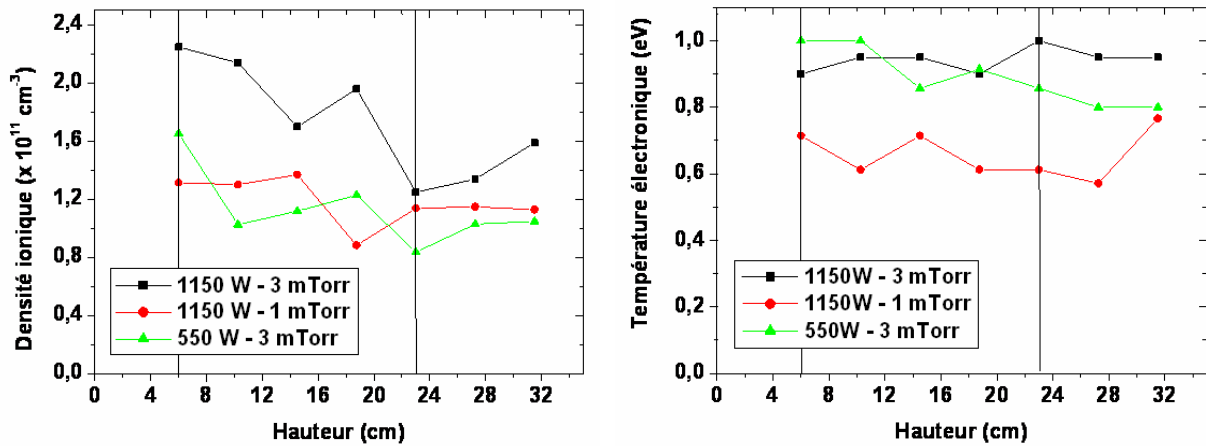 Densité ionique (x 10¹¹ cm⁻³)
2,4
2,0
1,6
1,2
0,8
0,4
0,0
1150 W - 3 mTorr
1150 W - 1 mTorr
550 W - 3 mTorr
0 4 8 12 16 20 24 28 32
Hauteur (cm)
Température électronique (eV)
1,0
0,8
0,6
0,4
0,2
0,0
1150W - 3 mTorr
1150W - 1 mTorr
550W - 3 mTorr
0 4 8 12 16 20 24 28 32
Hauteur (cm)